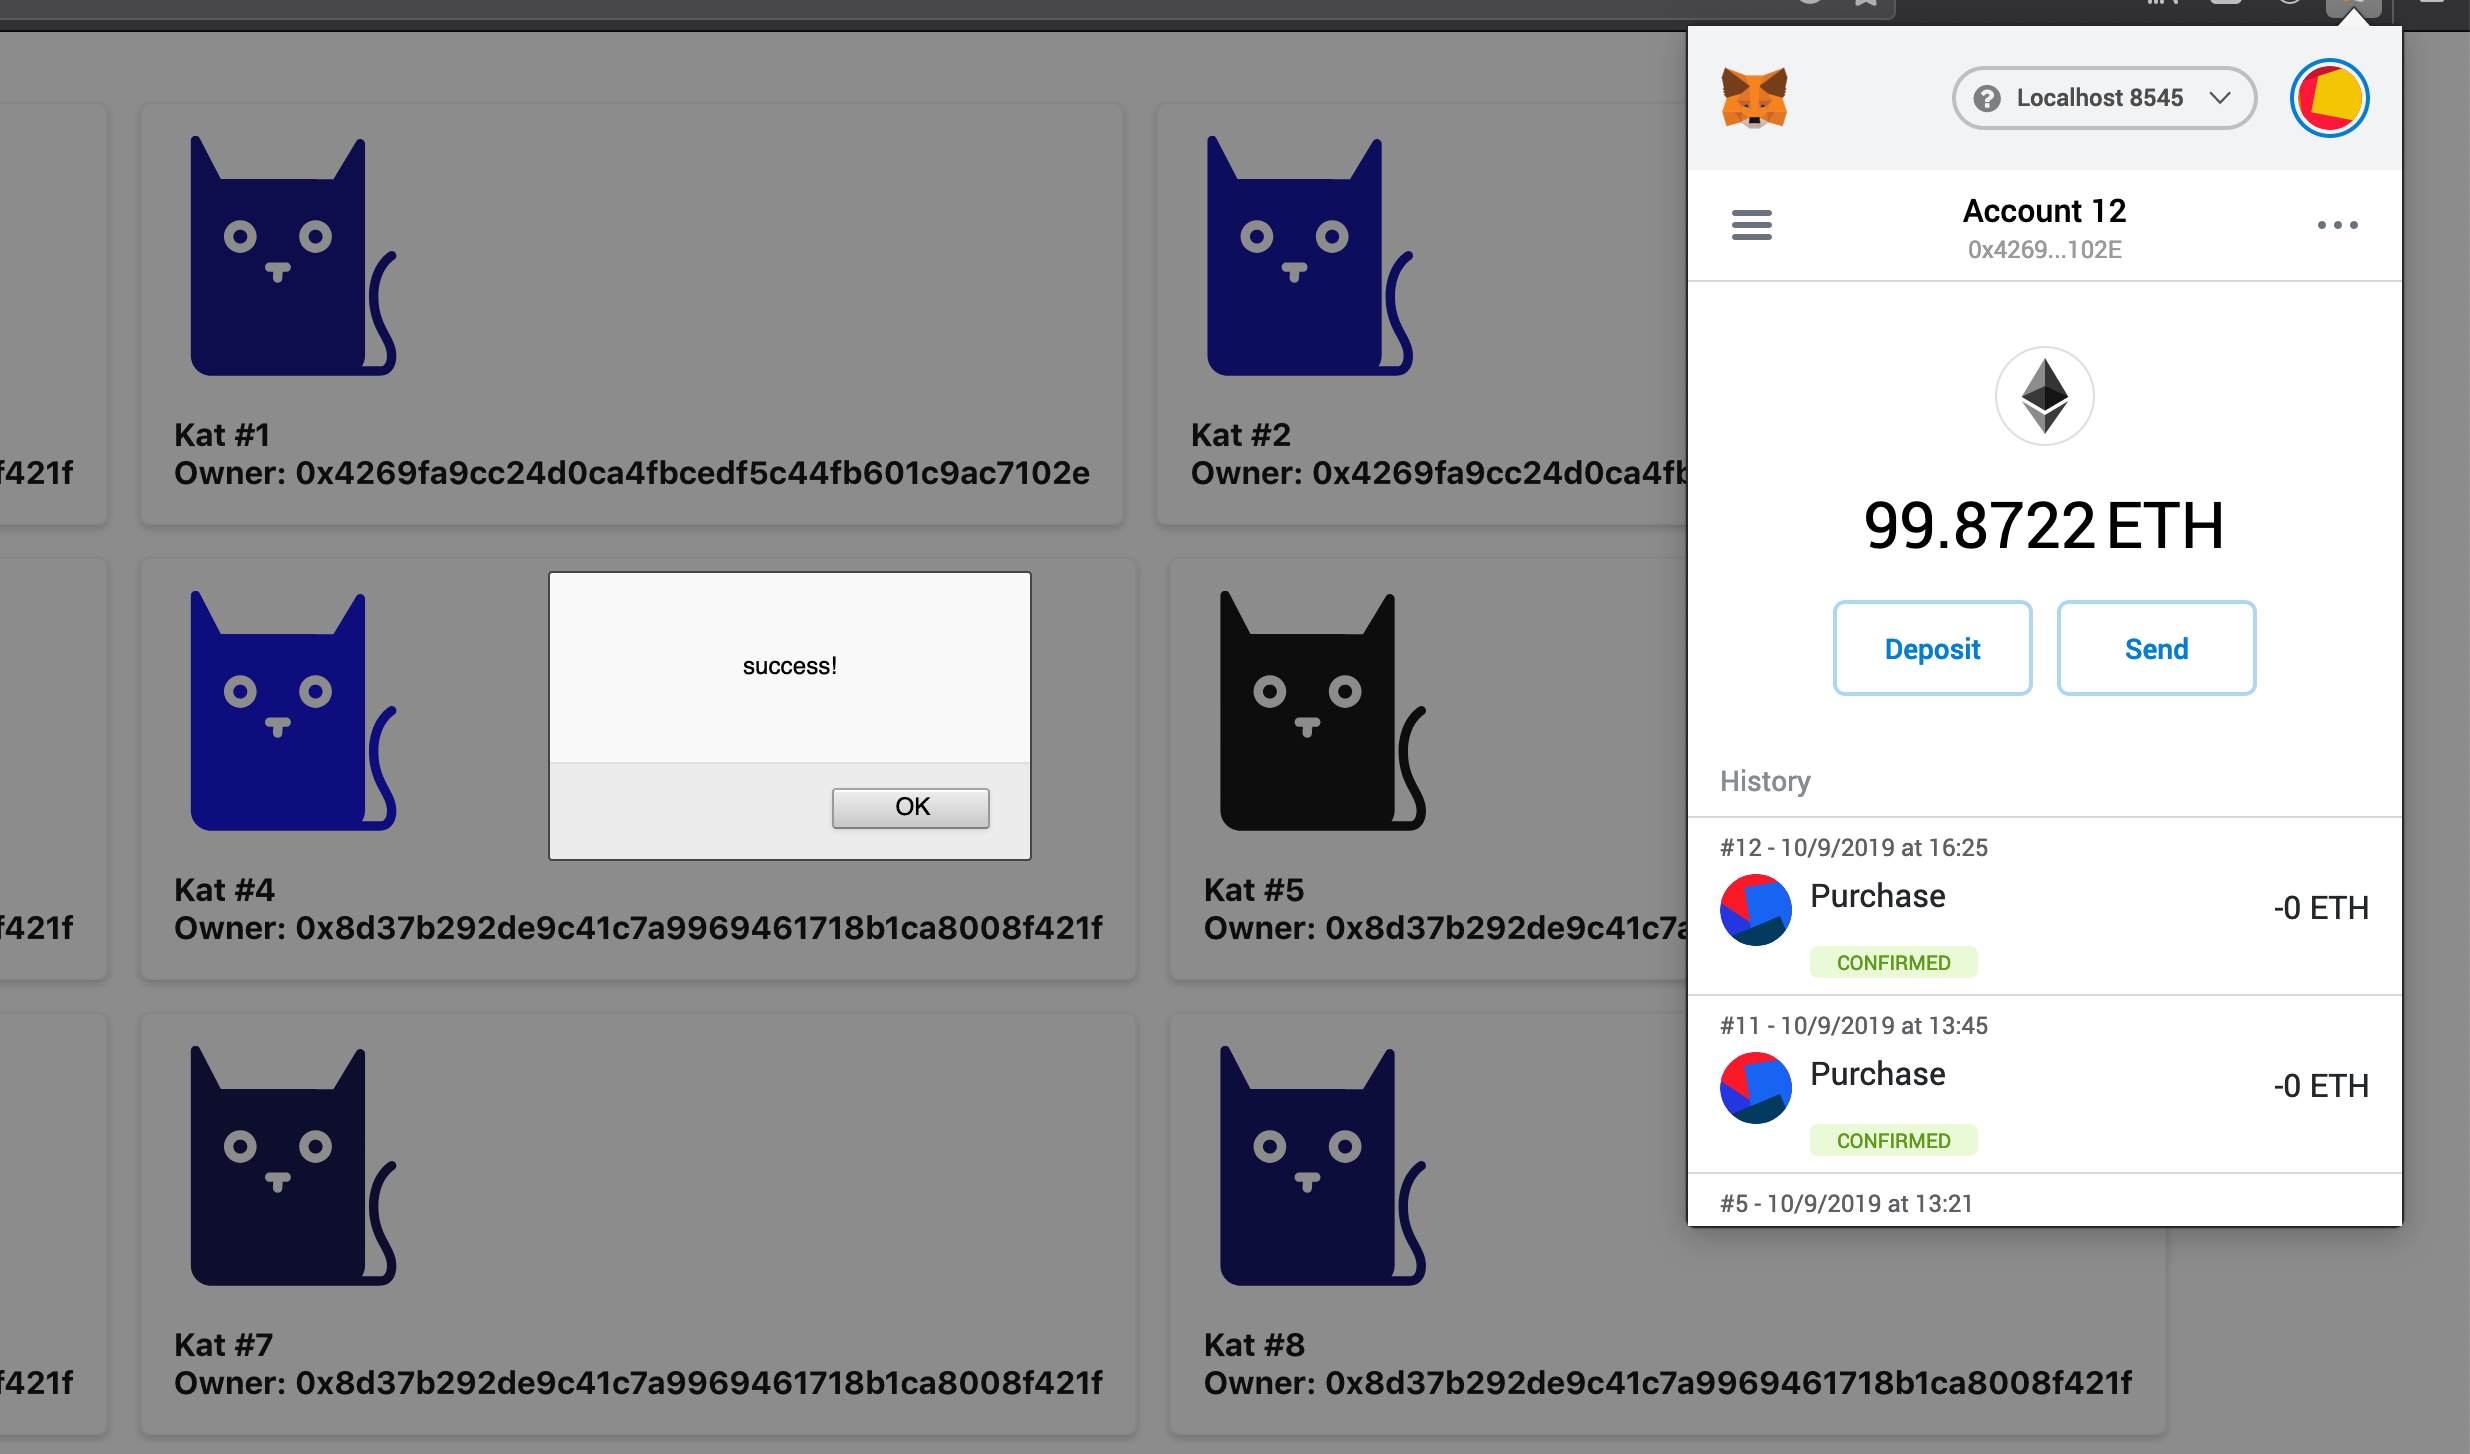 Kat #1
Owner: 0x4269fa9cc24d0ca4fbcedf5c44fb601c9ac7102e
Kat #2
Owner: 0x4269fa9cc24d0ca4fb
f421f
Kat #4
Owner: 0x8d37b292de9c41c7a9969461718b1ca8008f421f
Kat #5
Owner: 0x8d37b292de9c41c7a
f421f
Kat #7
Owner: 0x8d37b292de9c41c7a9969461718b1ca8008f421f
Kat #8
Owner: 0x8d37b292de9c41c7a9969461718b1ca8008f421f
f421f
success!
OK
Localhost 8545
Account 12
0x4269...102E
99.8722 ETH
Deposit
Send
History
#12 - 10/9/2019 at 16:25
Purchase
-0 ETH
CONFIRMED
#11 - 10/9/2019 at 13:45
Purchase
-0 ETH
CONFIRMED
#5 - 10/9/2019 at 13:21